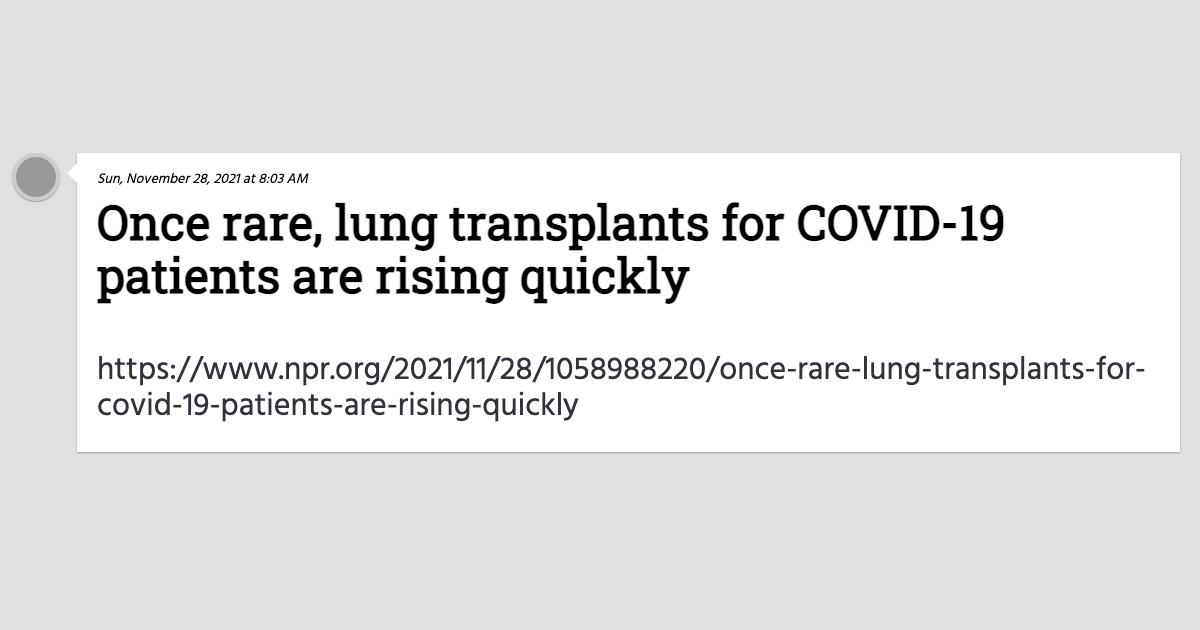 Sun, November 28, 2021 at 8:03 AM
Once rare, lung transplants for COVID-19
patients are rising quickly
https://www.npr.org/2021/11/28/1058988220/once-rare-lung-transplants-for-
covid-19-patients-are-rising-quickly